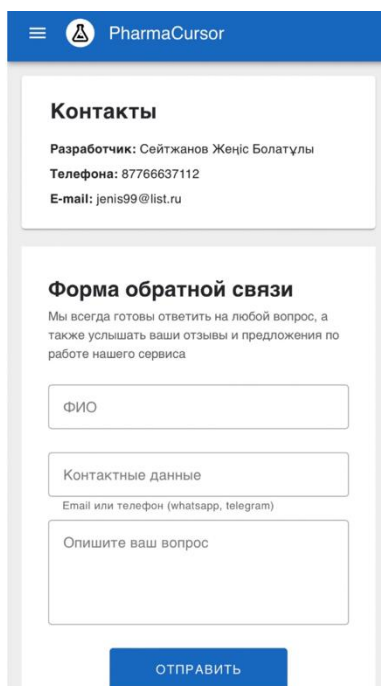 PharmaCursor
Контакты
Разработчик: Сейтжанов Жеңіс Болатұлы
Телефона: 87766637112
E-mail: jenis99@list.ru
Форма обратной связи
Мы всегда готовы ответить на любой вопрос, а
также услышать ваши отзывы и предложения по
работе нашего сервиса
ФИО
Контактные данные
Email или телефон (whatsapp, telegram)
Опишите ваш вопрос
ОТПРАВИТЬ